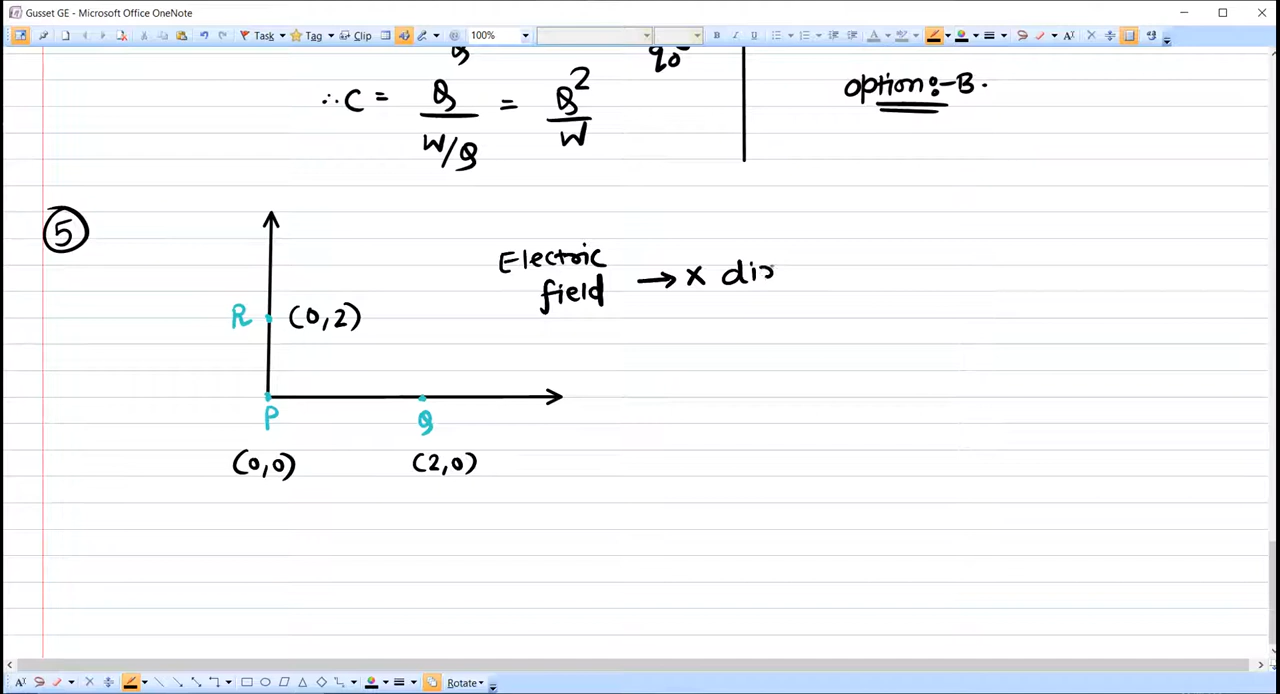 Gusset GE - Microsoft Office OneNote
Task Tag Clip 100% B I U
90
∴ C = Q / W/Q = Q² / W
option:-B.
5
Electric
field → X dir
R (0,2)
P Q
(0,0) (2,0)
Rotate